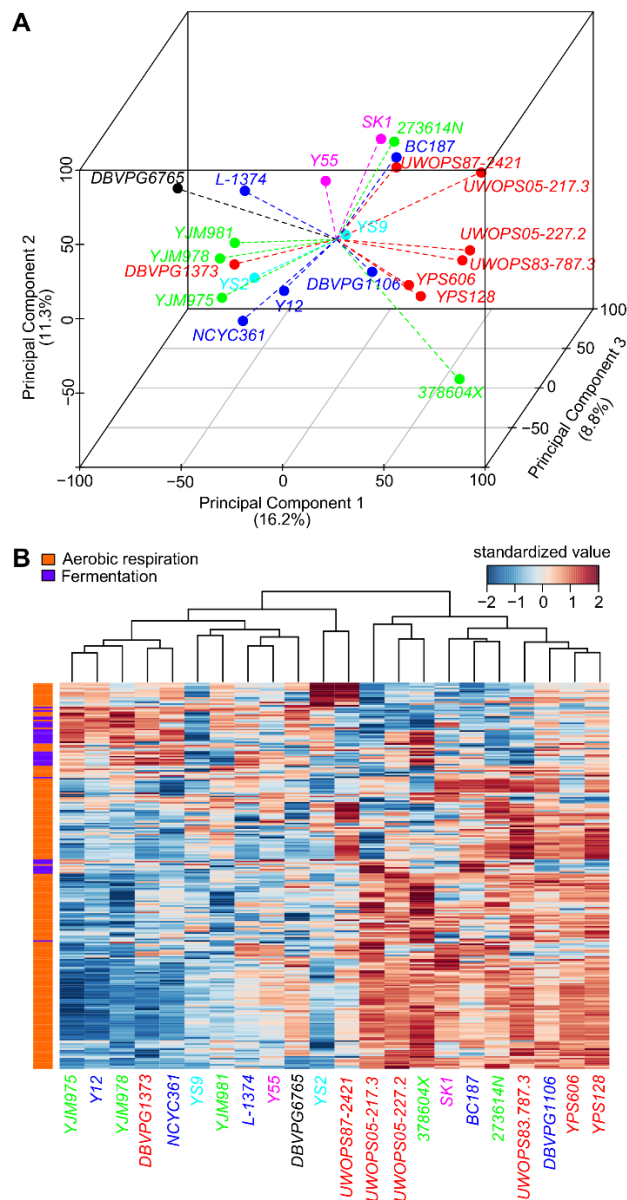 A
SK1
273614N
BC187
UWOPS87-2421
Y55
DBVPG6765
L-1374
UWOPS05-217.3
YJM981
YS9
UWOPS05-227.2
YJM978
UWOPS83-787.3
DBVPG1373
YS2
DBVPG1106
YPS606
YJM975
Y12
YPS128
NCYC361
378604X
100
50
0
−50
Principal Component 2
(11.3%)
−100
−50
0
50
100
Principal Component 1
(16.2%)
100
50
0
−50
Principal Component 3
(8.8%)
B
Aerobic respiration
Fermentation
standardized value
−2 −1 0 1 2
YJM975
Y12
YJM978
DBVPG1373
NCYC361
YS9
YJM981
L-1374
Y55
DBVPG6765
YS2
UWOPS87-2421
UWOPS05-217.3
UWOPS05-227.2
378604X
SK1
BC187
273614N
UWOPS83.787.3
DBVPG1106
YPS606
YPS128